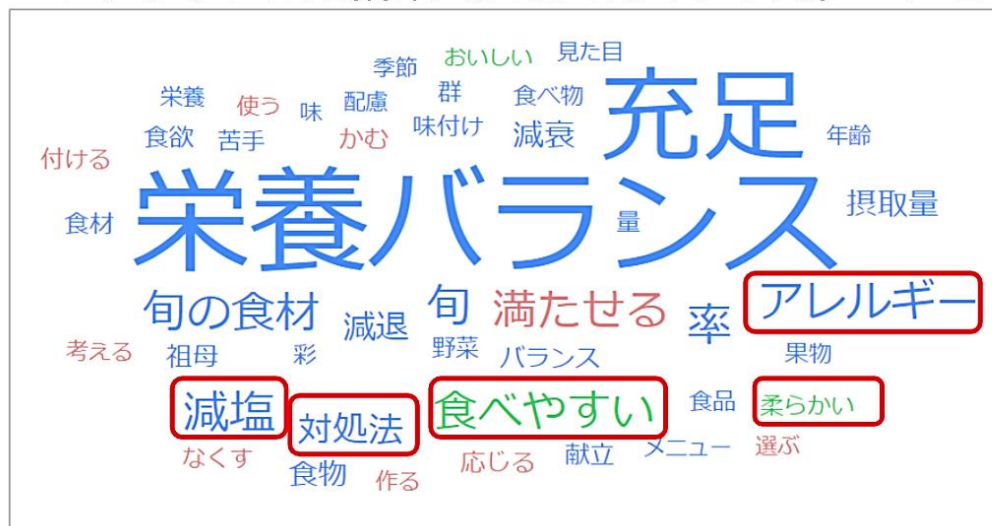 おいしい 見た目
季節
栄養 使う 味 配慮 群 食べ物 充足
食欲 苦手 かむ 味付け 減衰 年齢
付ける
栄養バランス
食材 量 摂取量
旬の食材 減退 旬 満たせる 率 アレルギー
考える 祖母 彩 野菜 バランス 果物
減塩 対処法 食べやすい 食品 柔らかい
なくす 食物 作る 応じる 献立 メニュー 選ぶ